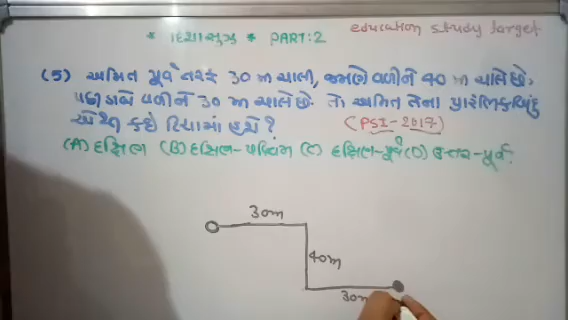 education study target
* દિશાસૂઝ * PART:2
(5) અમિત પૂર્વ તરફ 30 m ચાલી, જમણે વળીને 40 m ચાલે છે,
પછી ડાબે વળીને 30 m ચાલે છે. તો અમિત તેના પ્રારંભિક બિંદુ
એથી કઈ દિશામાં હશે? (PSI-2017)
(A) દક્ષિણ (B) દક્ષિણ-પશ્ચિમ (C) દક્ષિણ-પૂર્વ (D) ઉત્તર-પૂર્વ.
30m
40m
30m